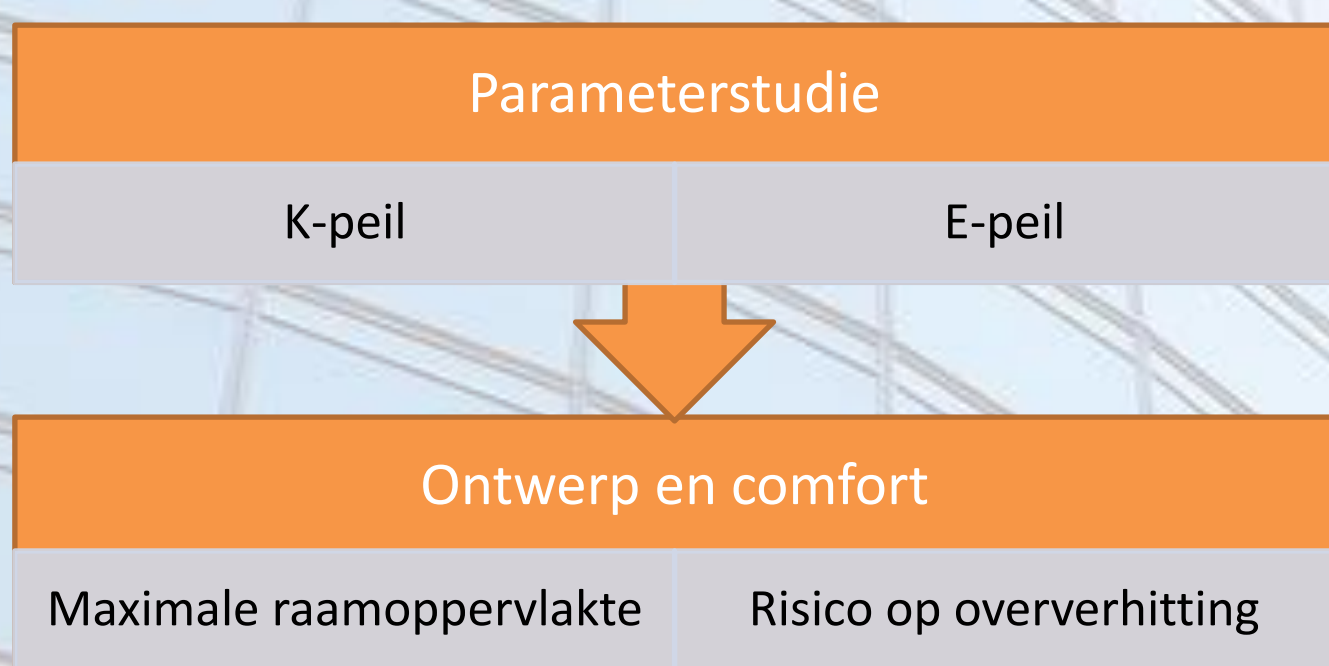 Parameterstudie
K-peil
E-peil
Ontwerp en comfort
Maximale raamoppervlakte
Risico op oververhitting